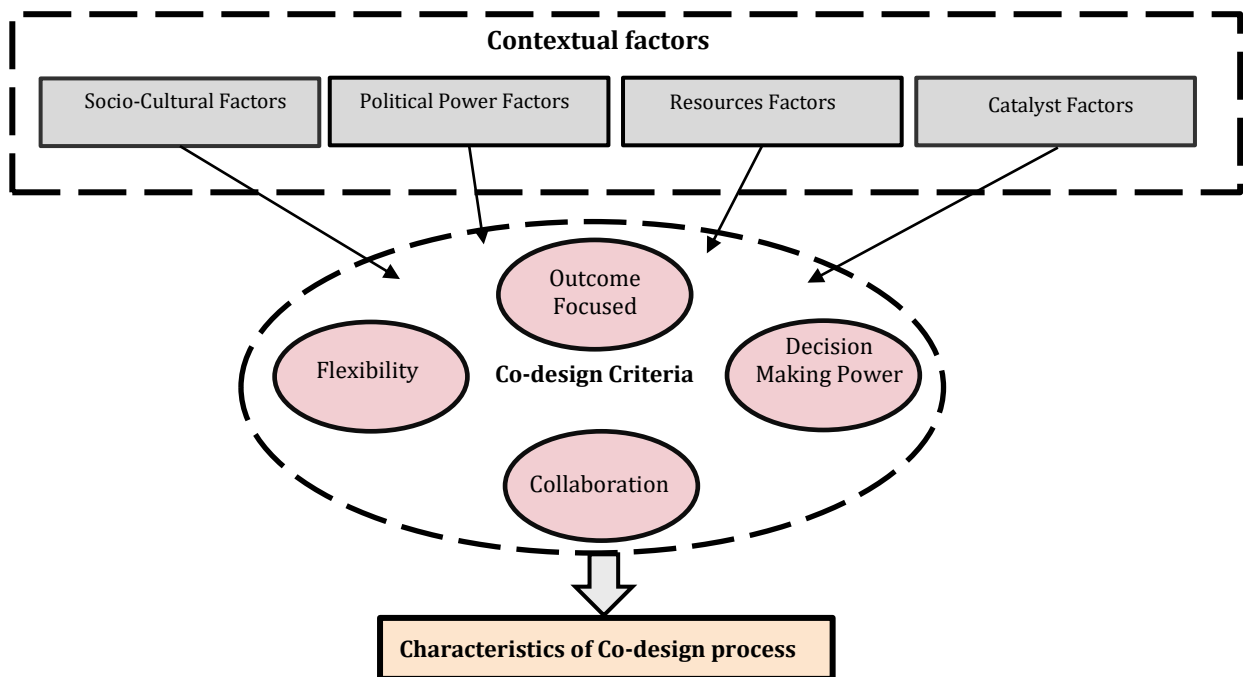 Contextual factors
Socio-Cultural Factors
Political Power Factors
Resources Factors
Catalyst Factors
Outcome
Focused
Flexibility
Co-design Criteria
Decision
Making Power
Collaboration
Characteristics of Co-design process